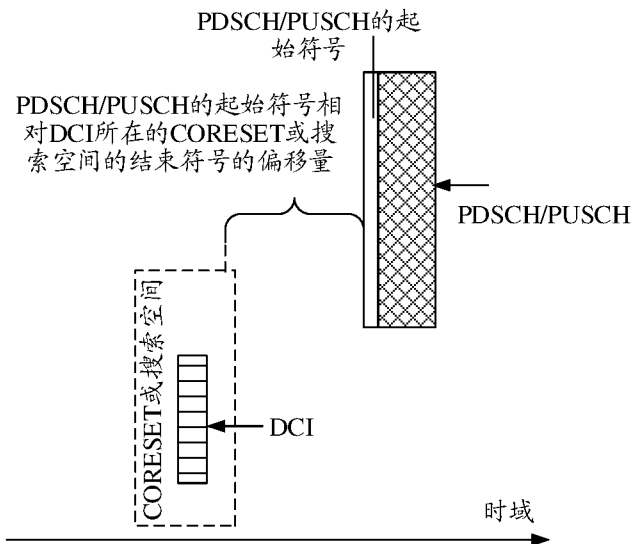 PDSCH/PUSCH的起
始符号
PDSCH/PUSCH的起始符号相
对DCI所在的CORESET或搜
索空间的结束符号的偏移量
PDSCH/PUSCH
CORESET或搜索空间
DCI
时域